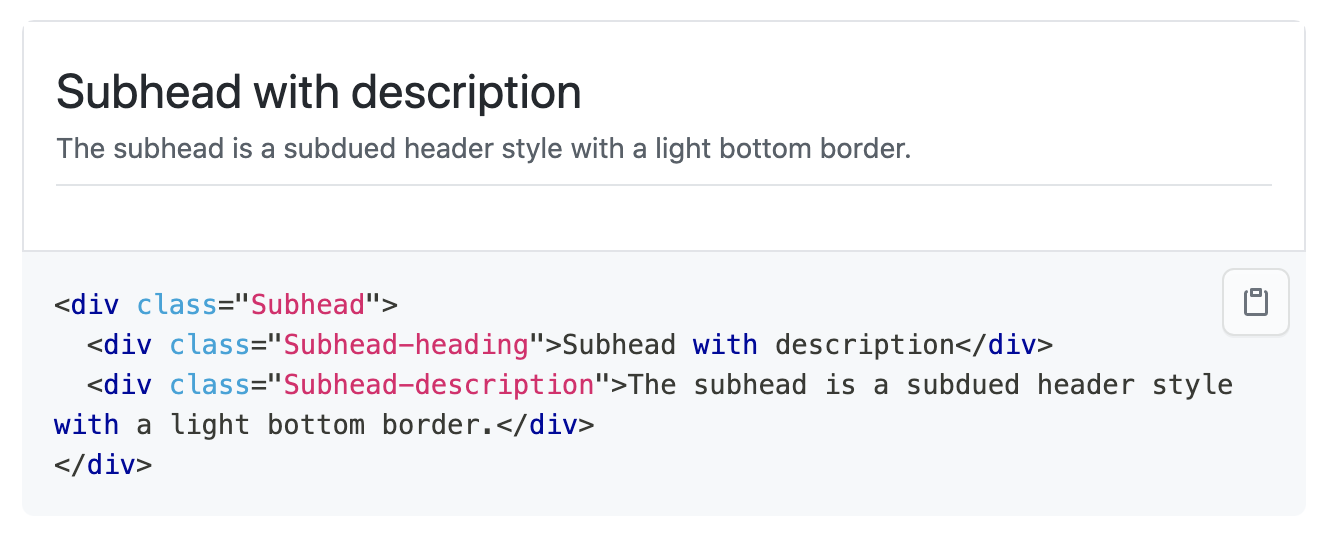 Subhead with description
The subhead is a subdued header style with a light bottom border.
<div class="Subhead">
  <div class="Subhead-heading">Subhead with description</div>
  <div class="Subhead-description">The subhead is a subdued header style
with a light bottom border.</div>
</div>